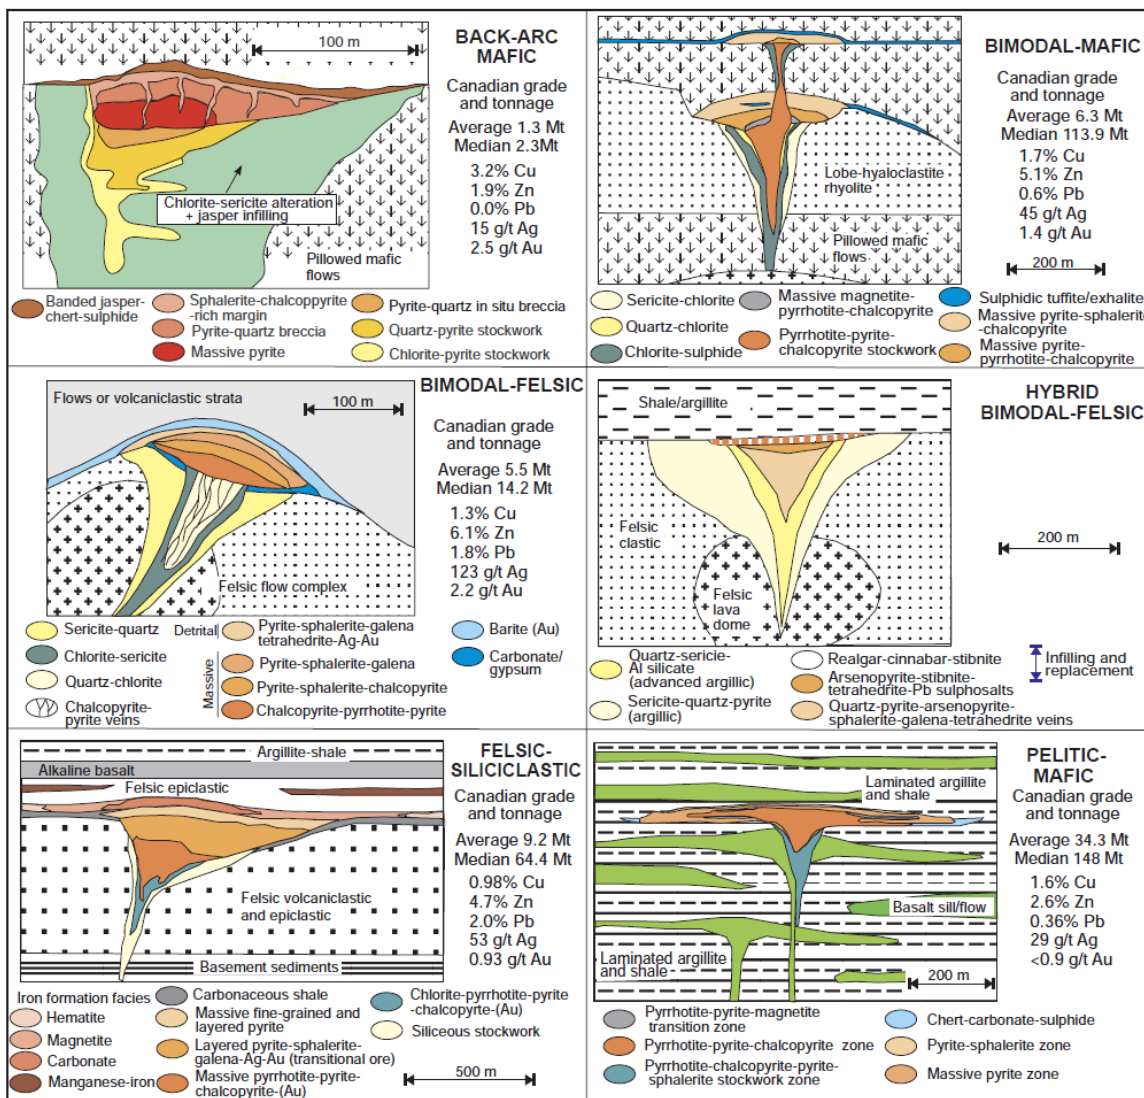 100 m
BACK-ARC
MAFIC
Canadian grade
and tonnage
Average 1.3 Mt
Median 2.3Mt
3.2% Cu
1.9% Zn
0.0% Pb
15 g/t Ag
2.5 g/t Au
Chlorite-sericite alteration
+ jasper infilling
Pillowed mafic
flows
Banded jasper-
chert-sulphide
Sphalerite-chalcoppyrite
-rich margin
Pyrite-quartz breccia
Massive pyrite
Pyrite-quartz in situ breccia
Quartz-pyrite stockwork
Chlorite-pyrite stockwork
BIMODAL-MAFIC
Canadian grade
and tonnage
Average 6.3 Mt
Median 113.9 Mt
1.7% Cu
5.1% Zn
0.6% Pb
45 g/t Ag
1.4 g/t Au
Lobe-hyaloclastite
rhyolite
Pillowed mafic
flows
200 m
Sericite-chlorite
Quartz-chlorite
Chlorite-sulphide
Massive magnetite-
pyrrhotite-chalcopyrite
Pyrrhotite-pyrite-
chalcopyrite stockwork
Sulphidic tuffite/exhalite
Massive pyrite-sphalerite
-chalcopyrite
Massive pyrite-
pyrrhotite-chalcopyrite
BIMODAL-FELSIC
Flows or volcaniclastic strata
100 m
Canadian grade
and tonnage
Average 5.5 Mt
Median 14.2 Mt
1.3% Cu
6.1% Zn
1.8% Pb
123 g/t Ag
2.2 g/t Au
Felsic flow complex
Sericite-quartz
Chlorite-sericite
Quartz-chlorite
Chalcopyrite-
pyrite veins
Detrital
Massive
Pyrite-sphalerite-galena
tetrahedrite-Ag-Au
Pyrite-sphalerite-galena
Pyrite-sphalerite-chalcopyrite
Chalcopyrite-pyrrhotite-pyrite
Barite (Au)
Carbonate/
gypsum
HYBRID
BIMODAL-FELSIC
Shale/argillite
Felsic
clastic
Felsic
lava
dome
200 m
Quartz-sericie-
Al silicate
(advanced argillic)
Sericite-quartz-pyrite
(argillic)
Realgar-cinnabar-stibnite
Arsenopyrite-stibnite-
tetrahedrite-Pb sulphosalts
Quartz-pyrite-arsenopyrite-
sphalerite-galena-tetrahedrite veins
Infilling and
replacement
FELSIC-
SILICICLASTIC
Argillite-shale
Alkaline basalt
Felsic epiclastic
Canadian grade
and tonnage
Average 9.2 Mt
Median 64.4 Mt
0.98% Cu
4.7% Zn
2.0% Pb
53 g/t Ag
0.93 g/t Au
Felsic volcaniclastic
and epiclastic
Basement sediments
Iron formation facies
Hematite
Magnetite
Carbonate
Manganese-iron
Carbonaceous shale
Massive fine-grained and
layered pyrite
Layered pyrite-sphalerite-
galena-Ag-Au (transitional ore)
Massive pyrrhotite-pyrite-
chalcopyrite-(Au)
Chlorite-pyrrhotite-pyrite
-chalcopyrite-(Au)
Siliceous stockwork
500 m
PELITIC-
MAFIC
Canadian grade
and tonnage
Average 34.3 Mt
Median 148 Mt
1.6% Cu
2.6% Zn
0.36% Pb
29 g/t Ag
<0.9 g/t Au
Laminated argillite
and shale
Basalt sill/flow
Laminated argillite
and shale
200 m
Pyrrhotite-pyrite-magnetite
transition zone
Pyrrhotite-pyrite-chalcopyrite zone
Pyrrhotite-chalcopyrite-pyrite-
sphalerite stockwork zone
Chert-carbonate-sulphide
Pyrite-sphalerite zone
Massive pyrite zone